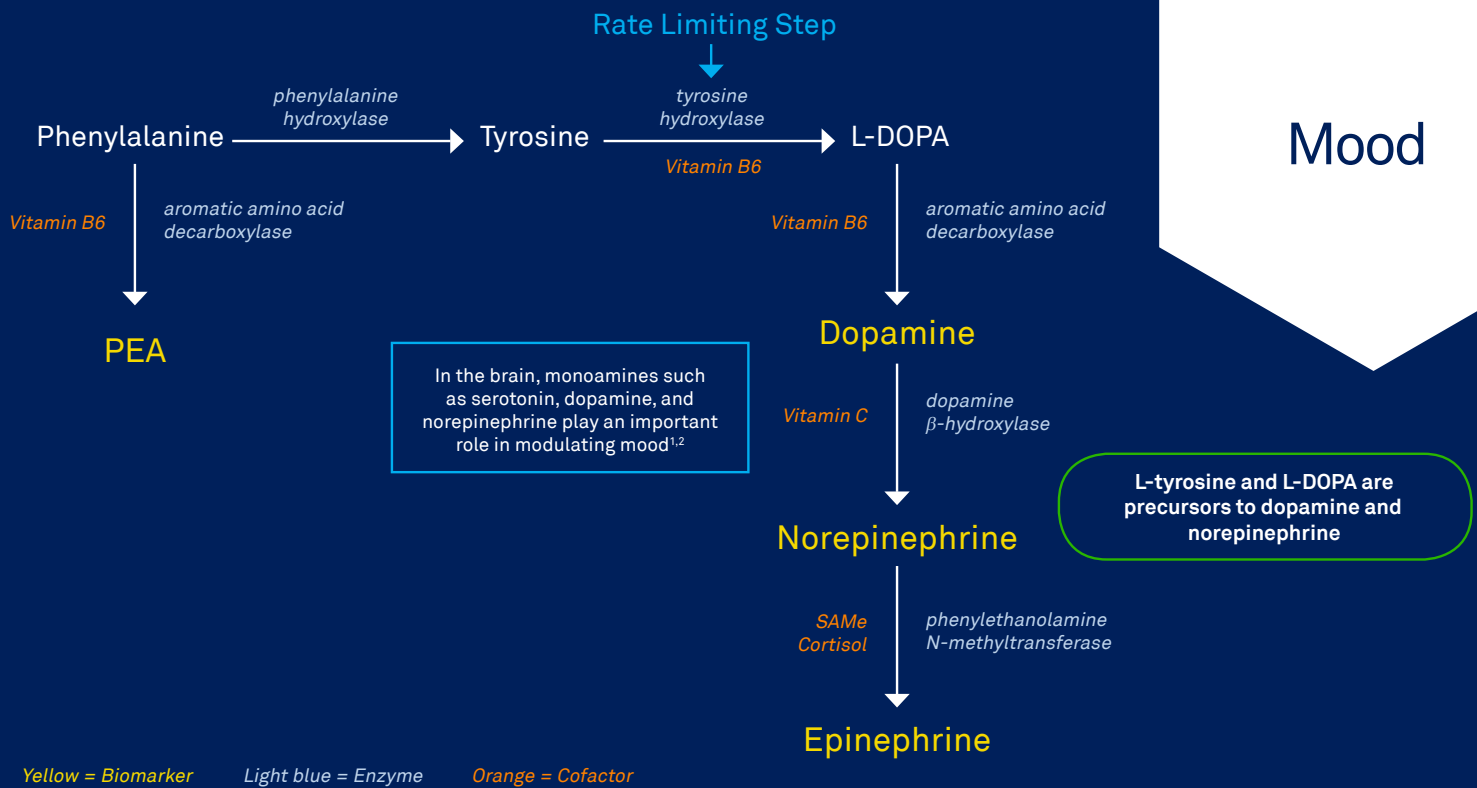 Rate Limiting Step
Mood
phenylalanine
hydroxylase
tyrosine
hydroxylase
Phenylalanine
Tyrosine
L-DOPA
Vitamin B6
Vitamin B6
aromatic amino acid
decarboxylase
Vitamin B6
aromatic amino acid
decarboxylase
PEA
Dopamine
In the brain, monoamines such
as serotonin, dopamine, and
norepinephrine play an important
role in modulating mood1,2
Vitamin C
dopamine
β-hydroxylase
L-tyrosine and L-DOPA are
precursors to dopamine and
norepinephrine
Norepinephrine
SAMe
Cortisol
phenylethanolamine
N-methyltransferase
Epinephrine
Yellow = Biomarker
Light blue = Enzyme
Orange = Cofactor